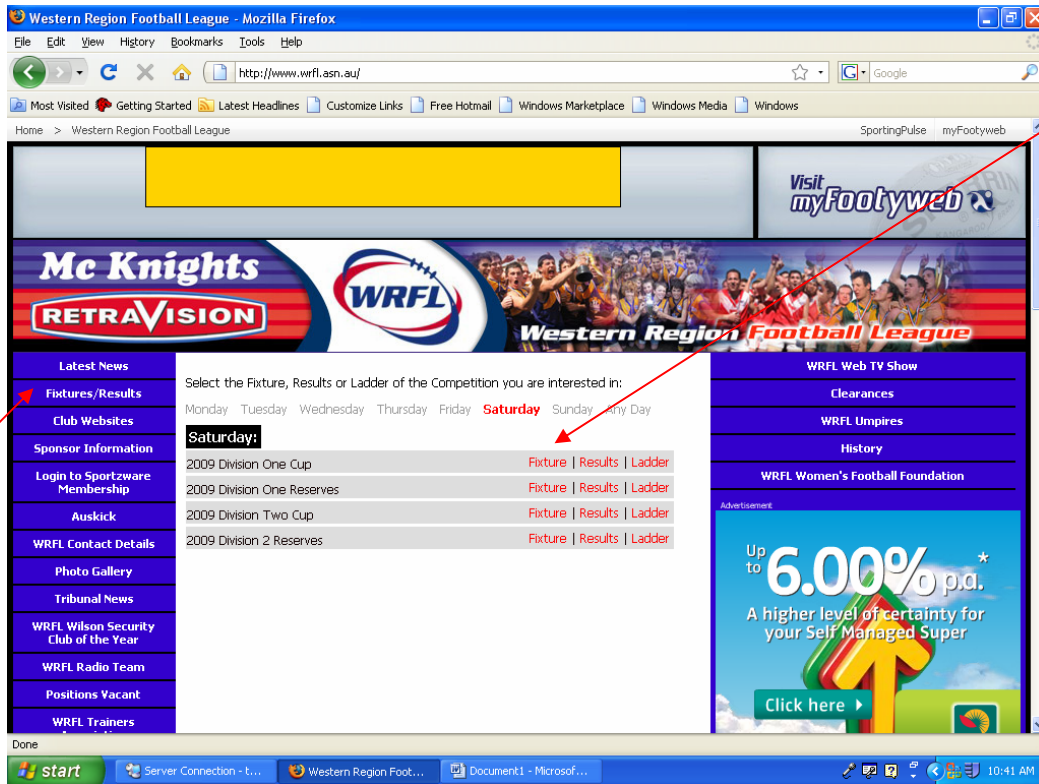 Western Region Football League - Mozilla Firefox
File Edit View History Bookmarks Tools Help
http://www.wrfl.asn.au/
G Google
Most Visited Getting Started Latest Headlines Customize Links Free Hotmail Windows Marketplace Windows Media Windows
Home > Western Region Football League SportingPulse myFootyweb
Visit
myFootyweb
Mc Knights
RETRAVISION
WRFL
Western Region Football League
Latest News
Fixtures/Results
Club Websites
Sponsor Information
Login to Sportzware
Membership
Auskick
WRFL Contact Details
Photo Gallery
Tribunal News
WRFL Wilson Security
Club of the Year
WRFL Radio Team
Positions Vacant
WRFL Trainers
Select the Fixture, Results or Ladder of the Competition you are interested in:
Monday Tuesday Wednesday Thursday Friday Saturday Sunday Any Day
Saturday:
2009 Division One Cup Fixture | Results | Ladder
2009 Division One Reserves Fixture | Results | Ladder
2009 Division Two Cup Fixture | Results | Ladder
2009 Division 2 Reserves Fixture | Results | Ladder
WRFL Web TV Show
Clearances
WRFL Umpires
History
WRFL Women's Football Foundation
Advertisement
Up
to 6.00% p.a.*
A higher level of certainty for
your Self Managed Super
Click here
Done
start Server Connection - t... Western Region Foot... Document1 - Microsof... 10:41 AM